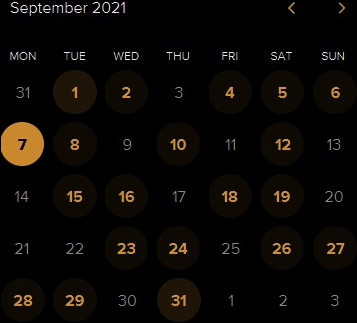 September 2021
MON TUE WED THU FRI SAT SUN
31 1 2 3 4 5 6
7 8 9 10 11 12 13
14 15 16 17 18 19 20
21 22 23 24 25 26 27
28 29 30 31 1 2 3